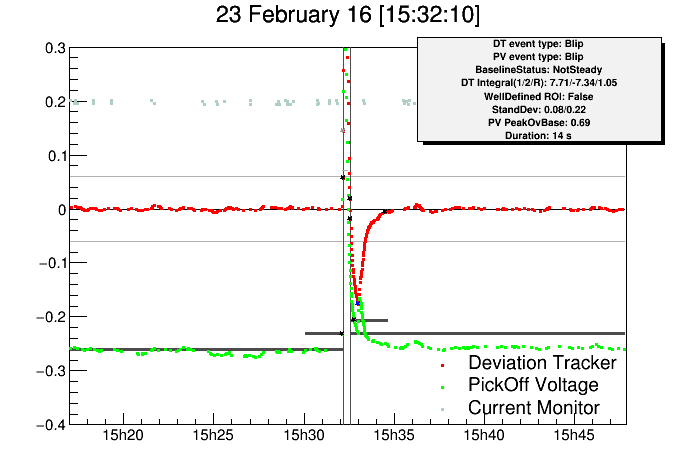 23 February 16 [15:32:10]
DT event type: Blip
PV event type: Blip
BaselineStatus: NotSteady
DT Integral(1/2/R): 7.71/-7.34/1.05
WellDefined ROI: False
StandDev: 0.08/0.22
PV PeakOvBase: 0.69
Duration: 14 s
0.3
0.2
0.1
0
−0.1
−0.2
−0.3
−0.4
Deviation Tracker
PickOff Voltage
Current Monitor
15h20 15h25 15h30 15h35 15h40 15h45